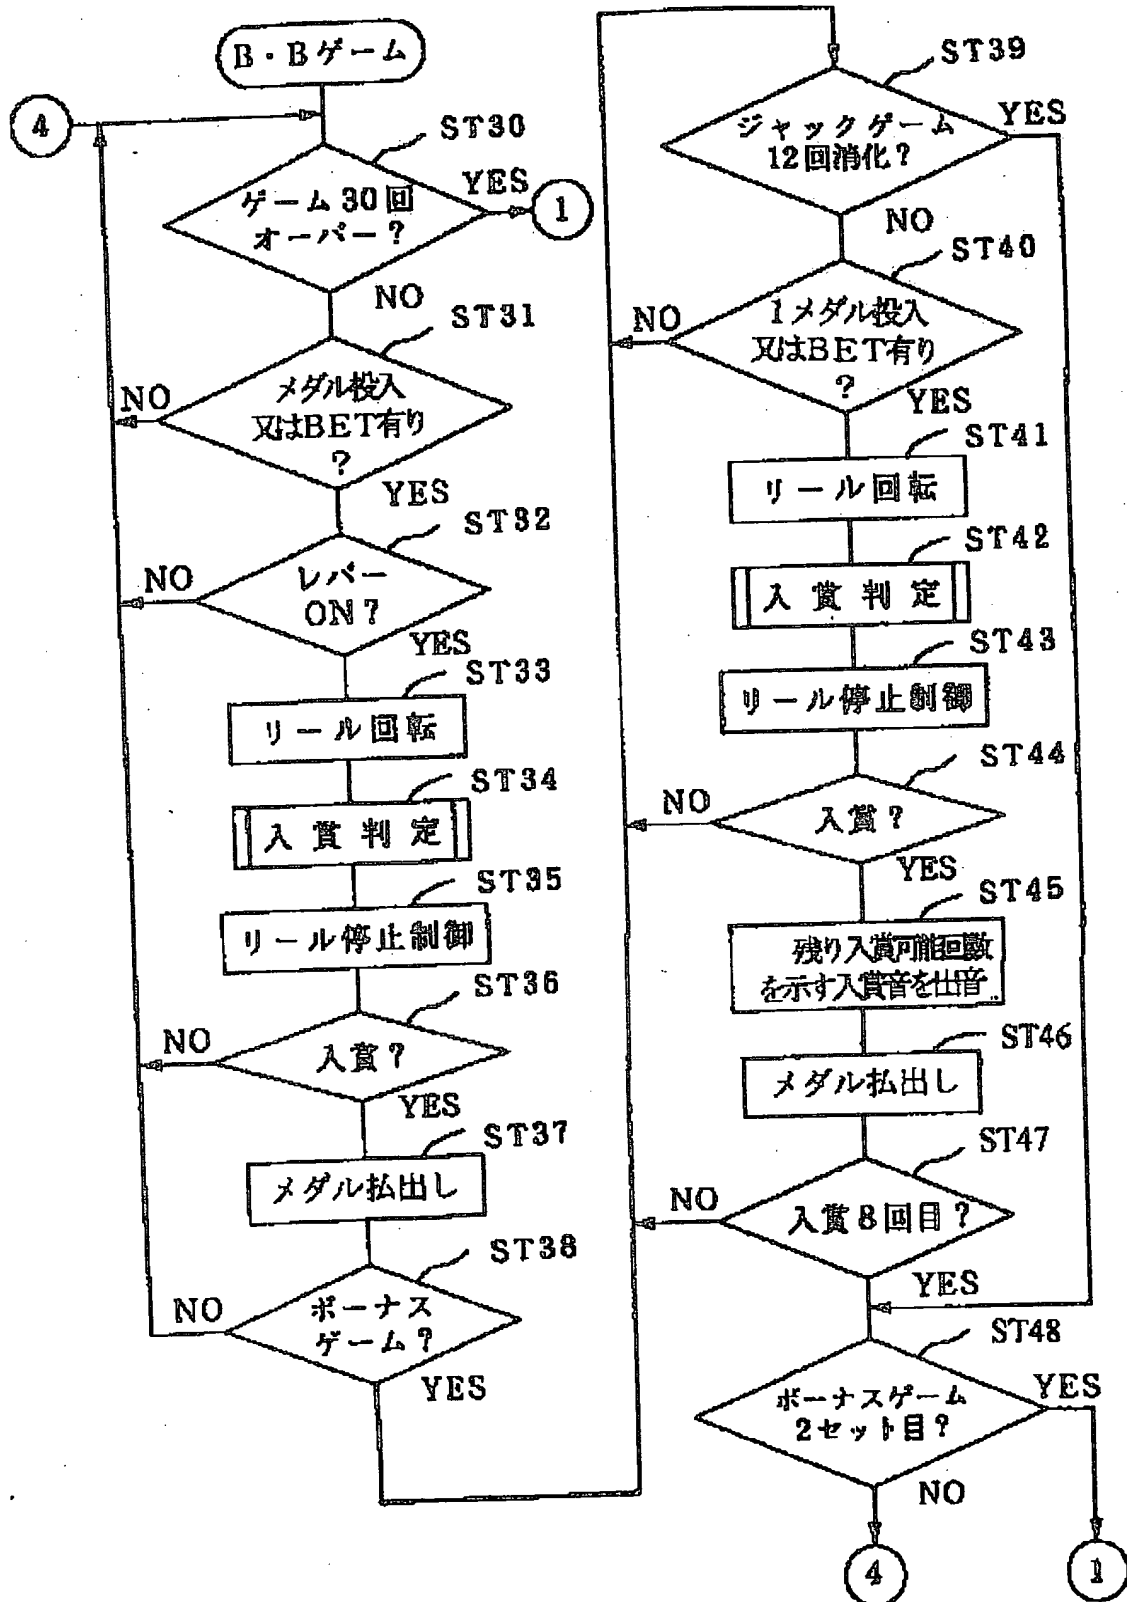 B・Bゲーム
4
ST30
ゲーム30回
オーバー?
YES
1
NO
ST31
メダル投入
又はBET有り
?
NO
YES
ST32
レバー
ON?
NO
YES
ST33
リール回転
ST34
入賞判定
ST35
リール停止制御
ST36
入賞?
NO
YES
ST37
メダル払出し
ST38
ボーナス
ゲーム?
NO
YES
ST39
ジャックゲーム
12回消化?
YES
NO
ST40
1メダル投入
又はBET有り
?
NO
YES
ST41
リール回転
ST42
入賞判定
ST43
リール停止制御
ST44
入賞?
NO
YES
ST45
残り入賞可能回数
を示す入賞音を出音
ST46
メダル払出し
ST47
入賞8回目?
NO
YES
ST48
ボーナスゲーム
2セット目?
YES
NO
4
1